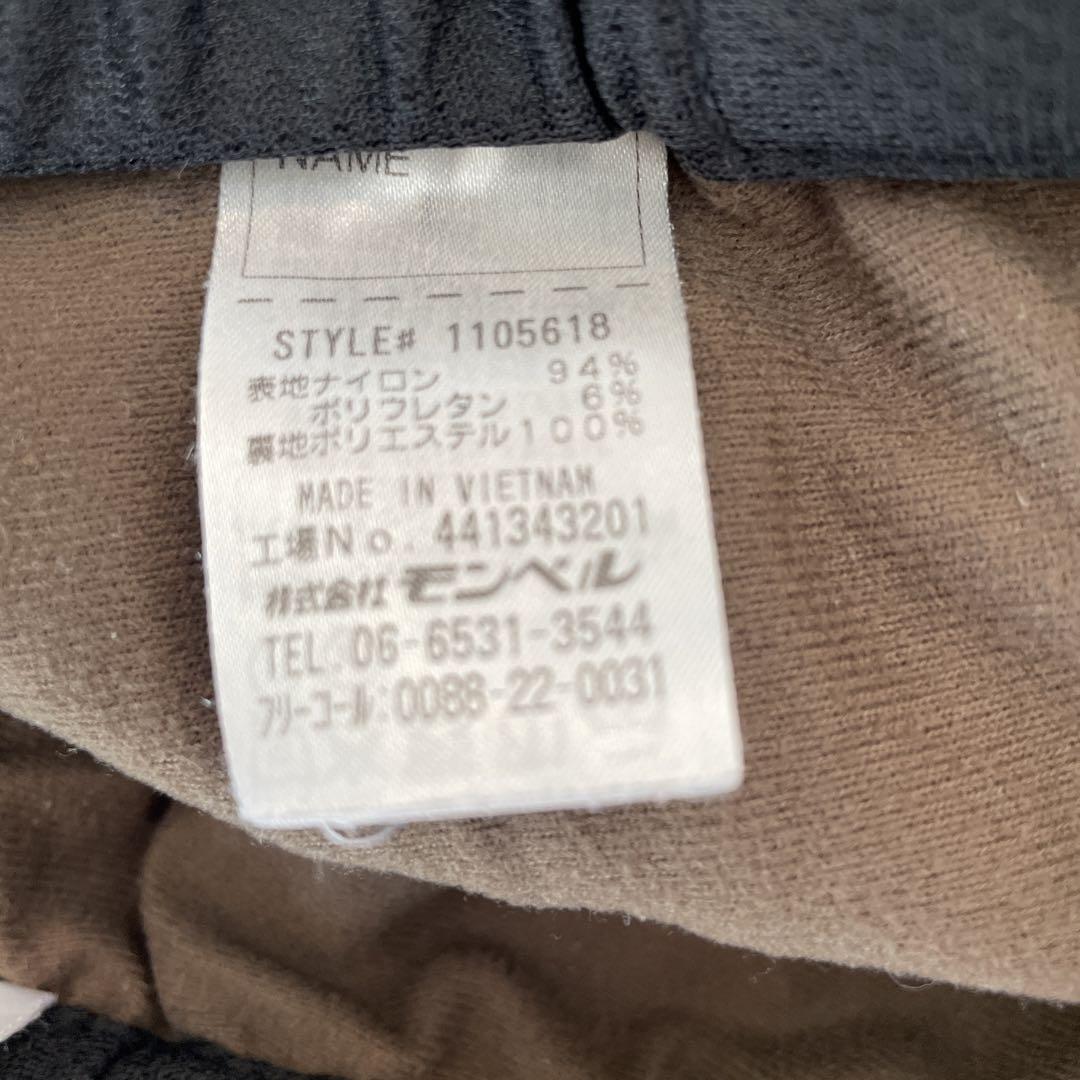 NAME
STYLE# 1105618
表地ナイロン 94%
ポリウレタン 6%
裏地ポリエステル100%
MADE IN VIETNAM
工場No. 441343201
株式会社モンベル
TEL.06-6531-3544
フリーコール:0088-22-0031